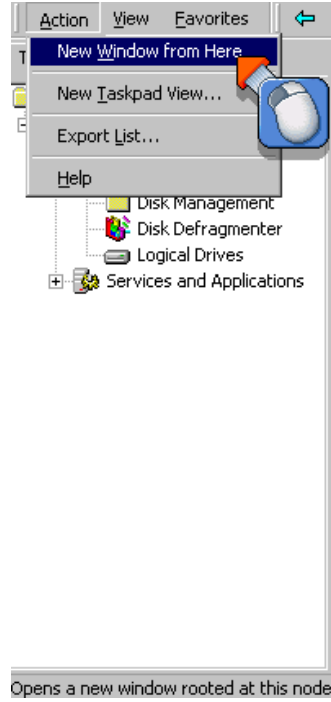 Action View Favorites
T
New Window from Here
New Taskpad View...
Export List...
Help
Disk Management
Disk Defragmenter
Logical Drives
Services and Applications
Opens a new window rooted at this node